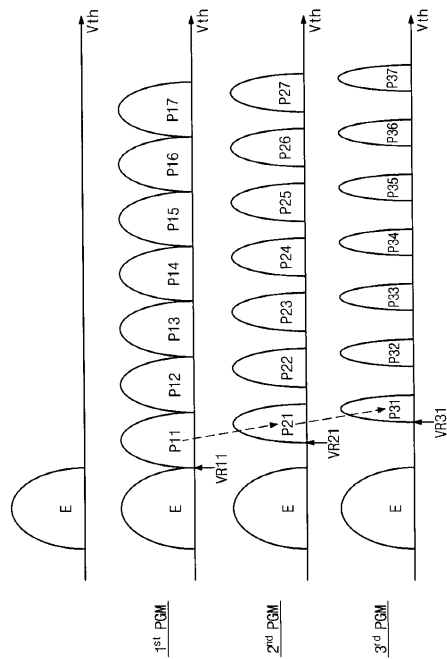 Vth
E
1st PGM
E
P11
P12
P13
P14
P15
P16
P17
Vth
VR11
2nd PGM
E
P21
P22
P23
P24
P25
P26
P27
Vth
VR21
3rd PGM
E
P31
P32
P33
P34
P35
P36
P37
Vth
VR31